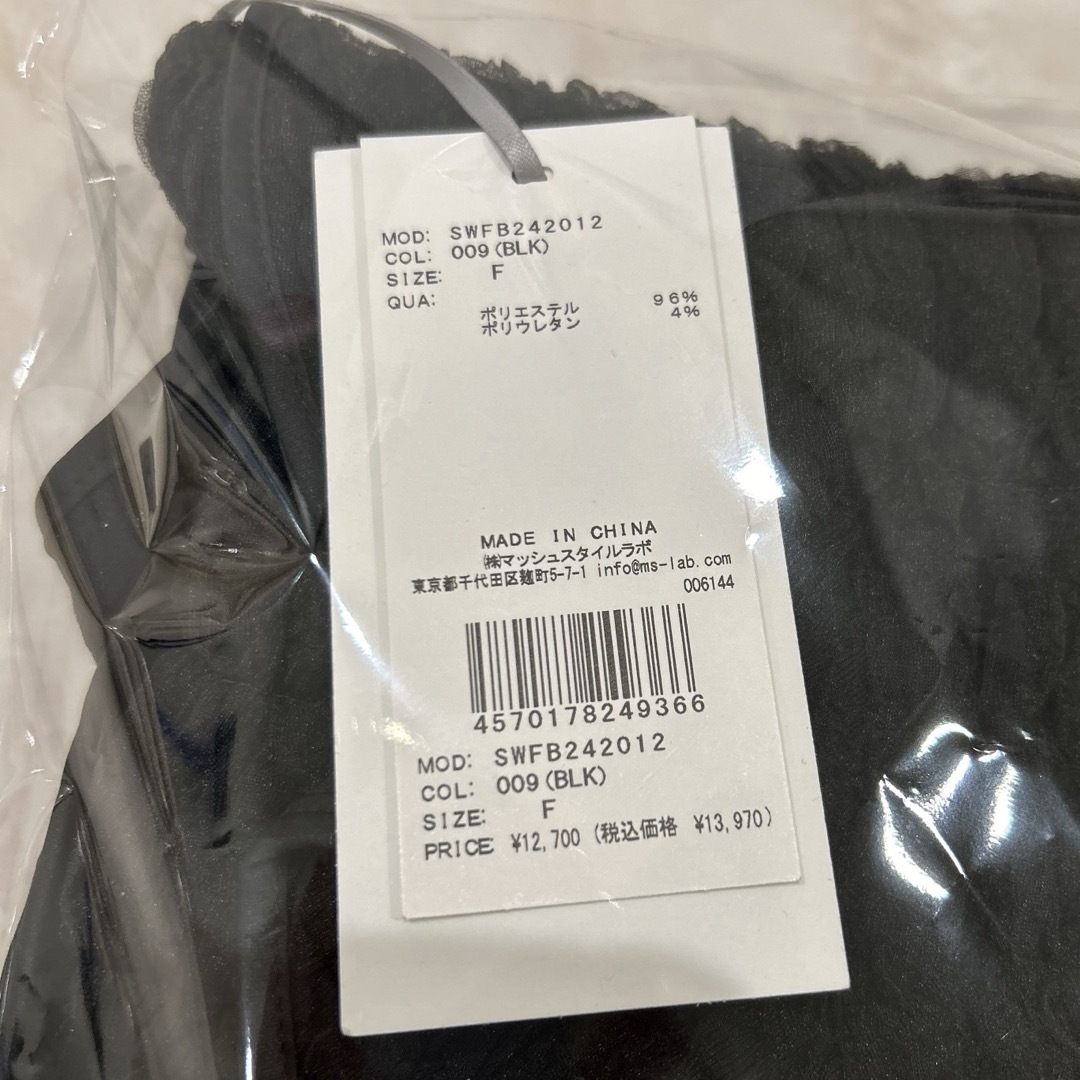 MOD: SWFB242012
COL: 009(BLK)
SIZE: F
QUA:
ポリエステル 96%
ポリウレタン 4%
MADE IN CHINA
㈱マッシュスタイルラボ
東京都千代田区麹町5-7-1 info@ms-lab.com
006144
4570178249366
MOD: SWFB242012
COL: 009(BLK)
SIZE: F
PRICE ¥12,700 (税込価格 ¥13,970)